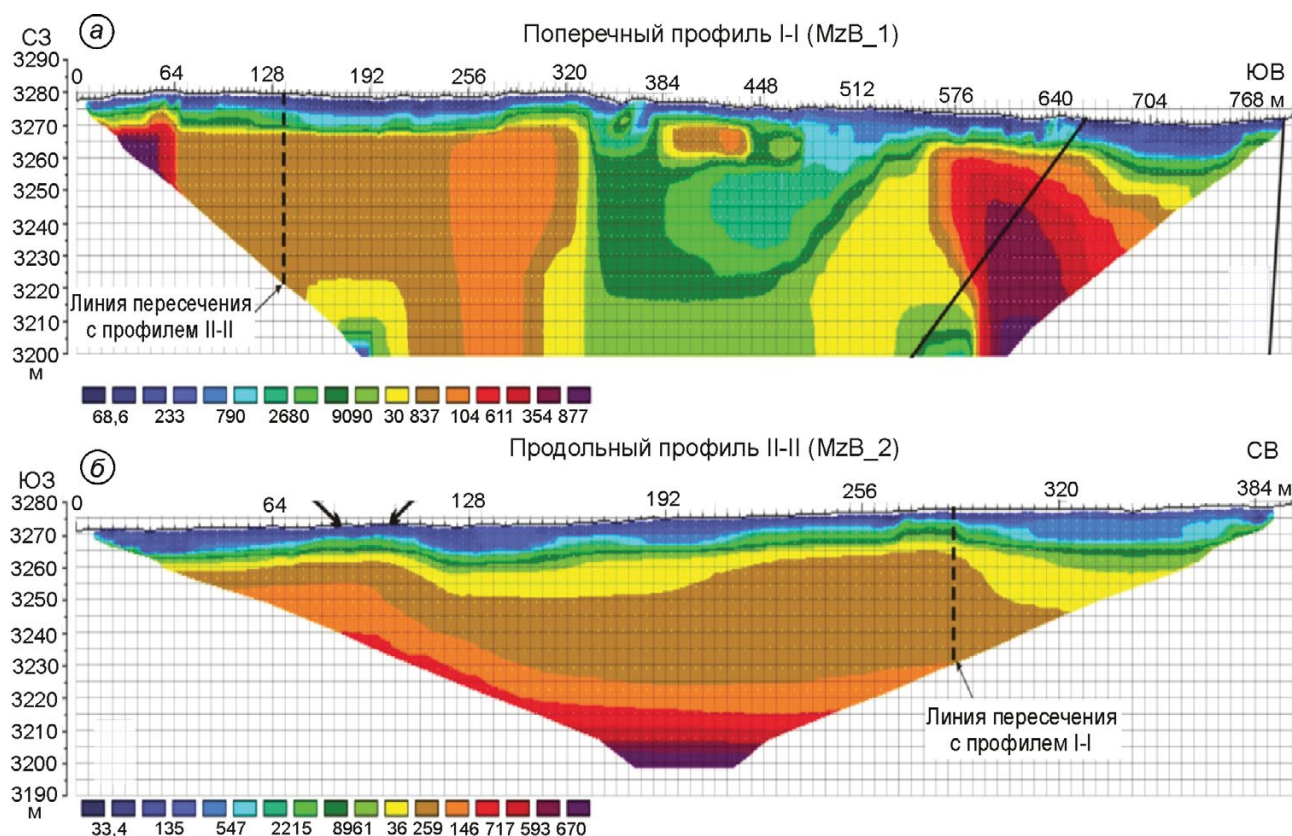 а
Поперечный профиль I-I (MzB_1)
СЗ
ЮВ
3290
0 64 128 192 256 320 384 448 512 576 640 704 768 м
3280
3270
3260
3250
3240
3230
3220
3210
3200
м
Линия пересечения
с профилем II-II
68,6 233 790 2680 9090 30 837 104 611 354 877
б
Продольный профиль II-II (MzB_2)
ЮЗ
СВ
3280
0 64 128 192 256 320 384 м
3270
3260
3250
3240
3230
3220
3210
3200
3190
м
Линия пересечения
с профилем I-I
33,4 135 547 2215 8961 36 259 146 717 593 670